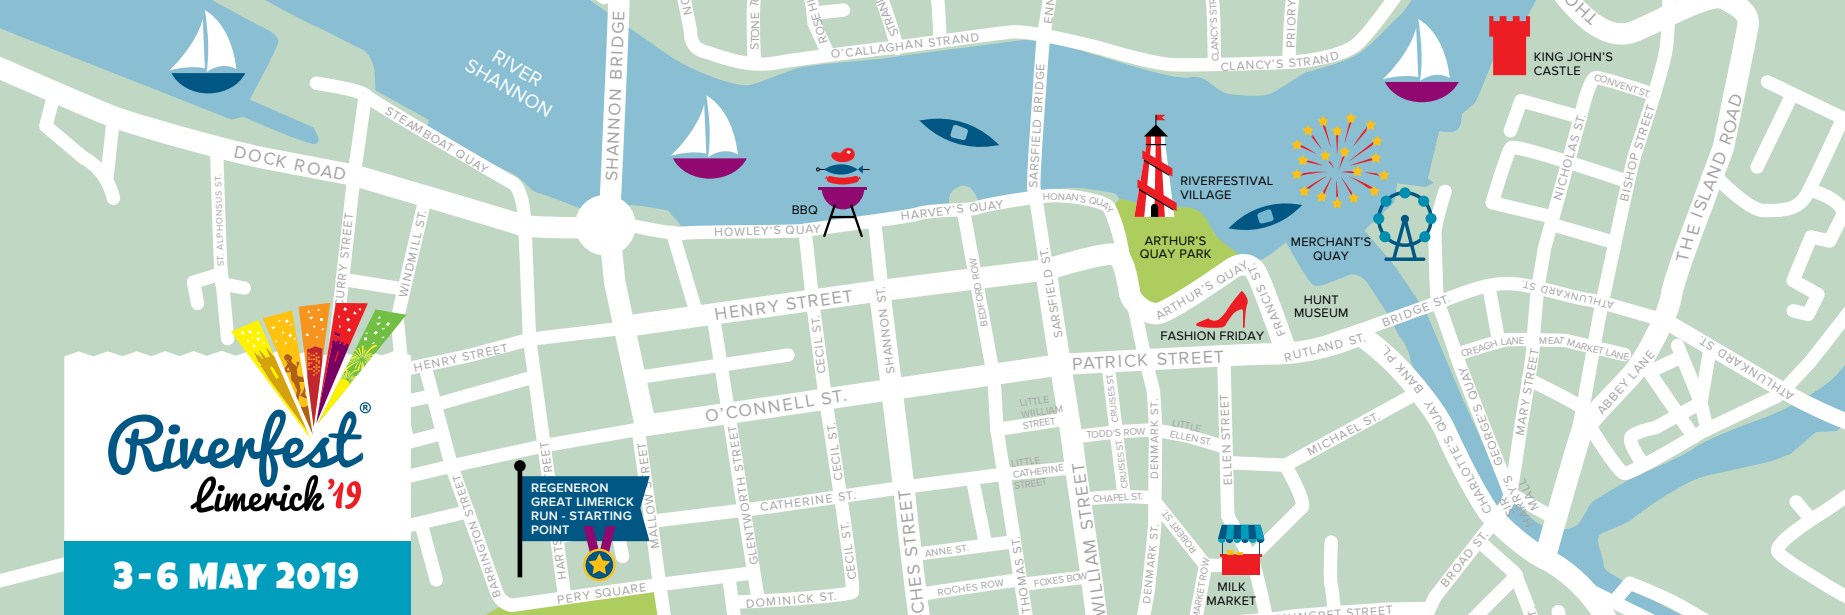 RIVER
SHANNON
SHANNON BRIDGE
STONE
O'CALLAGHAN STRAND
CLANCY'S STRAND
PRIORY
SARSFIELD BRIDGE
KING JOHN'S
CASTLE
CONVENT ST.
NICHOLAS ST.
BISHOP STREET
THE ISLAND ROAD
STEAMBOAT QUAY
DOCK ROAD
ST. ALPHONSUS ST.
WINDMILL ST.
BBQ
HOWLEY'S QUAY
HARVEY'S QUAY
HONAN'S QUAY
RIVERFESTIVAL
VILLAGE
ARTHUR'S
QUAY PARK
MERCHANT'S
QUAY
ARTHUR'S QUAY
FRANCIS ST.
HUNT
MUSEUM
FASHION FRIDAY
HENRY STREET
HENRY STREET
CECIL ST.
SHANNON ST.
BEDFORD ROW
SARSFIELD ST.
PATRICK STREET
RUTLAND ST.
BRIDGE ST.
ATHLUNKARD ST.
ATHLUNKARD ST.
CREAGH LANE
MEAT MARKET LANE
ABBEY LANE
MARY STREET
BANK PL.
GEORGE'S QUAY
CHARLOTTE'S QUAY
O'CONNELL ST.
LITTLE
WILLIAM
STREET
CRUISES ST.
TODD'S ROW
DENMARK ST.
LITTLE
ELLEN ST.
ELLEN STREET
MICHAEL ST.
LITTLE
CATHERINE
STREET
CRUISES ST.
CHAPEL ST.
Riverfest®
Limerick '19
3-6 MAY 2019
BARRINGTON STREET
REGENERON
GREAT LIMERICK
RUN - STARTING
POINT
GLENTWORTH STREET
CECIL ST.
CATHERINE ST.
CECIL ST.
PERY SQUARE
DOMINICK ST.
ANNE ST.
ROCHES ROW
THOMAS ST.
FOXES BOW
WILLIAM STREET
DENMARK ST.
ROBERT ST.
MILK
MARKET
BROAD ST.
STREET